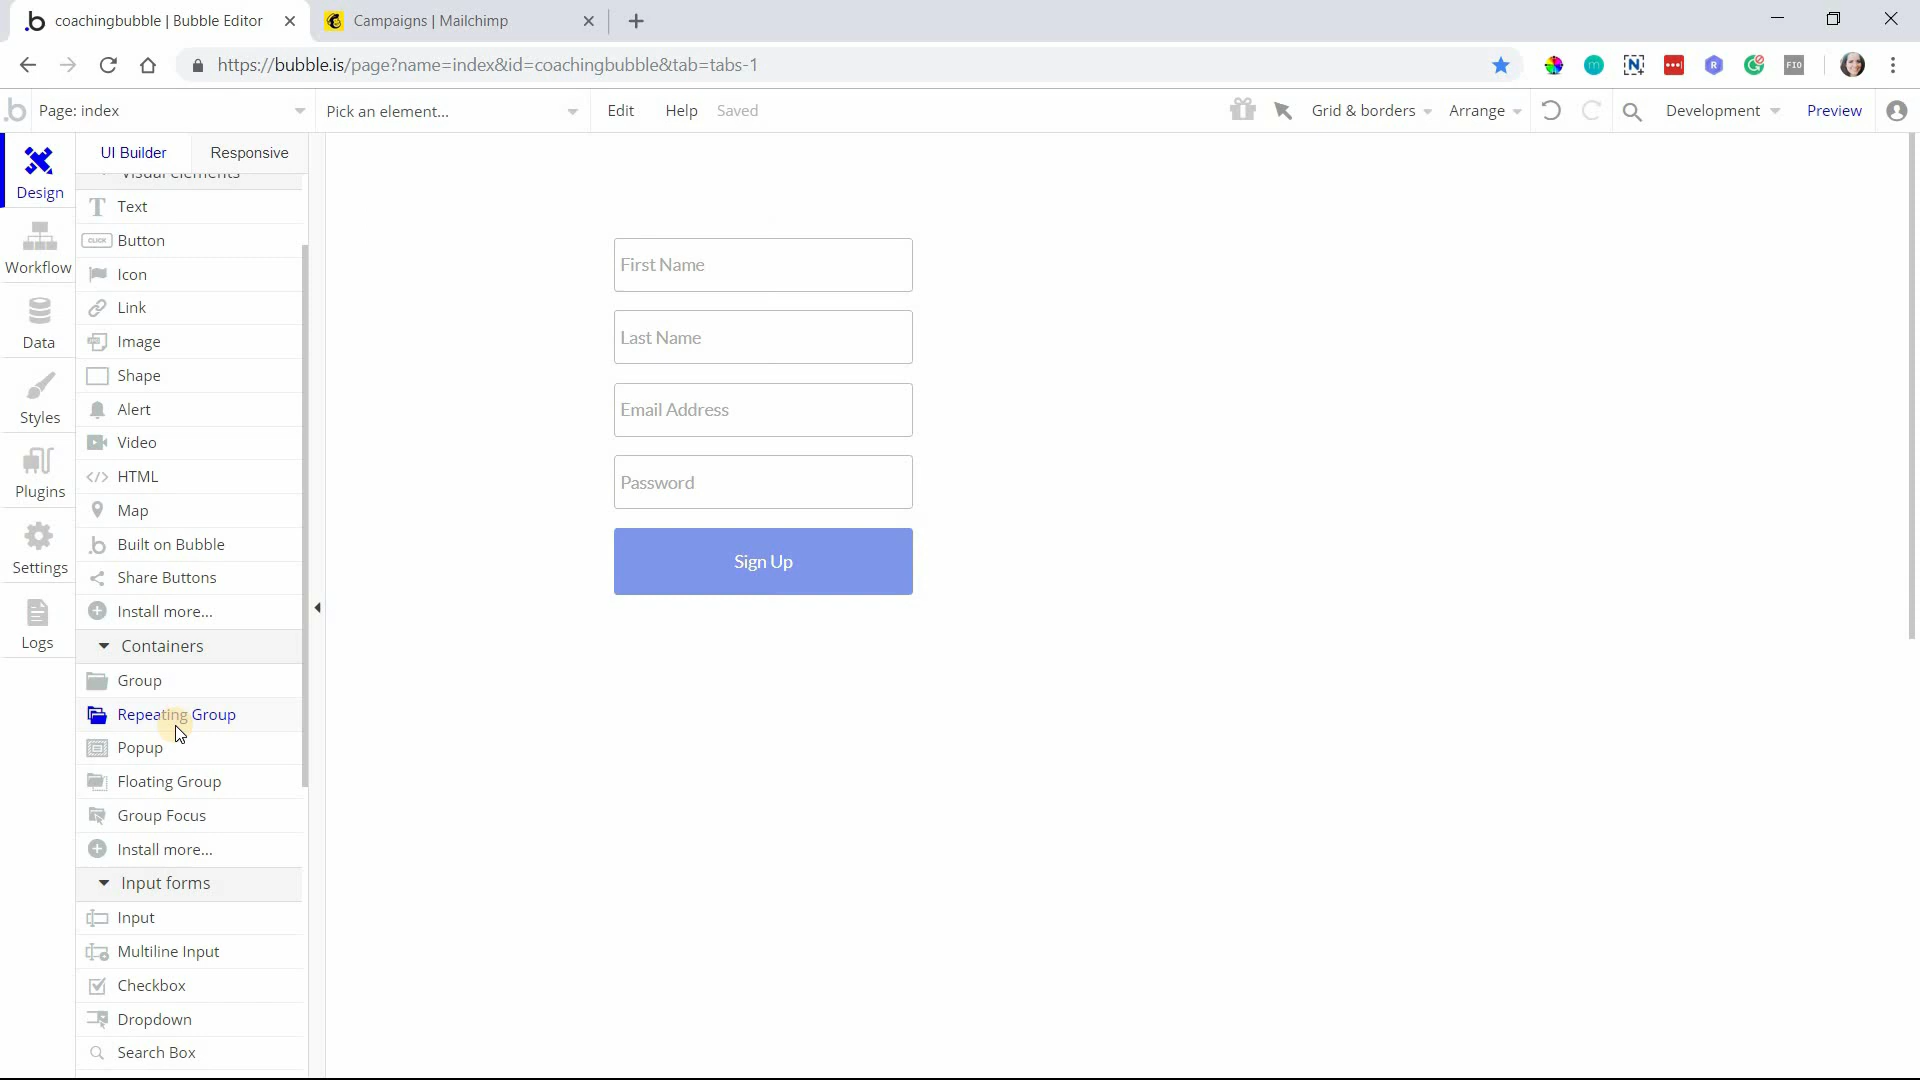 coachingbubble | Bubble Editor
Campaigns | Mailchimp
https://bubble.is/page?name=index&id=coachingbubble&tab=tabs-1
Page: index
Pick an element...
Edit
Help
Saved
Grid & borders
Arrange
Development
Preview
UI Builder
Responsive
Design
Workflow
Data
Styles
Plugins
Settings
Logs
Visual elements
Text
CLICK Button
Icon
Link
Image
Shape
Alert
Video
HTML
Map
Built on Bubble
Share Buttons
Install more...
Containers
Group
Repeating Group
Popup
Floating Group
Group Focus
Install more...
Input forms
Input
Multiline Input
Checkbox
Dropdown
Search Box
First Name
Last Name
Email Address
Password
Sign Up
FIO